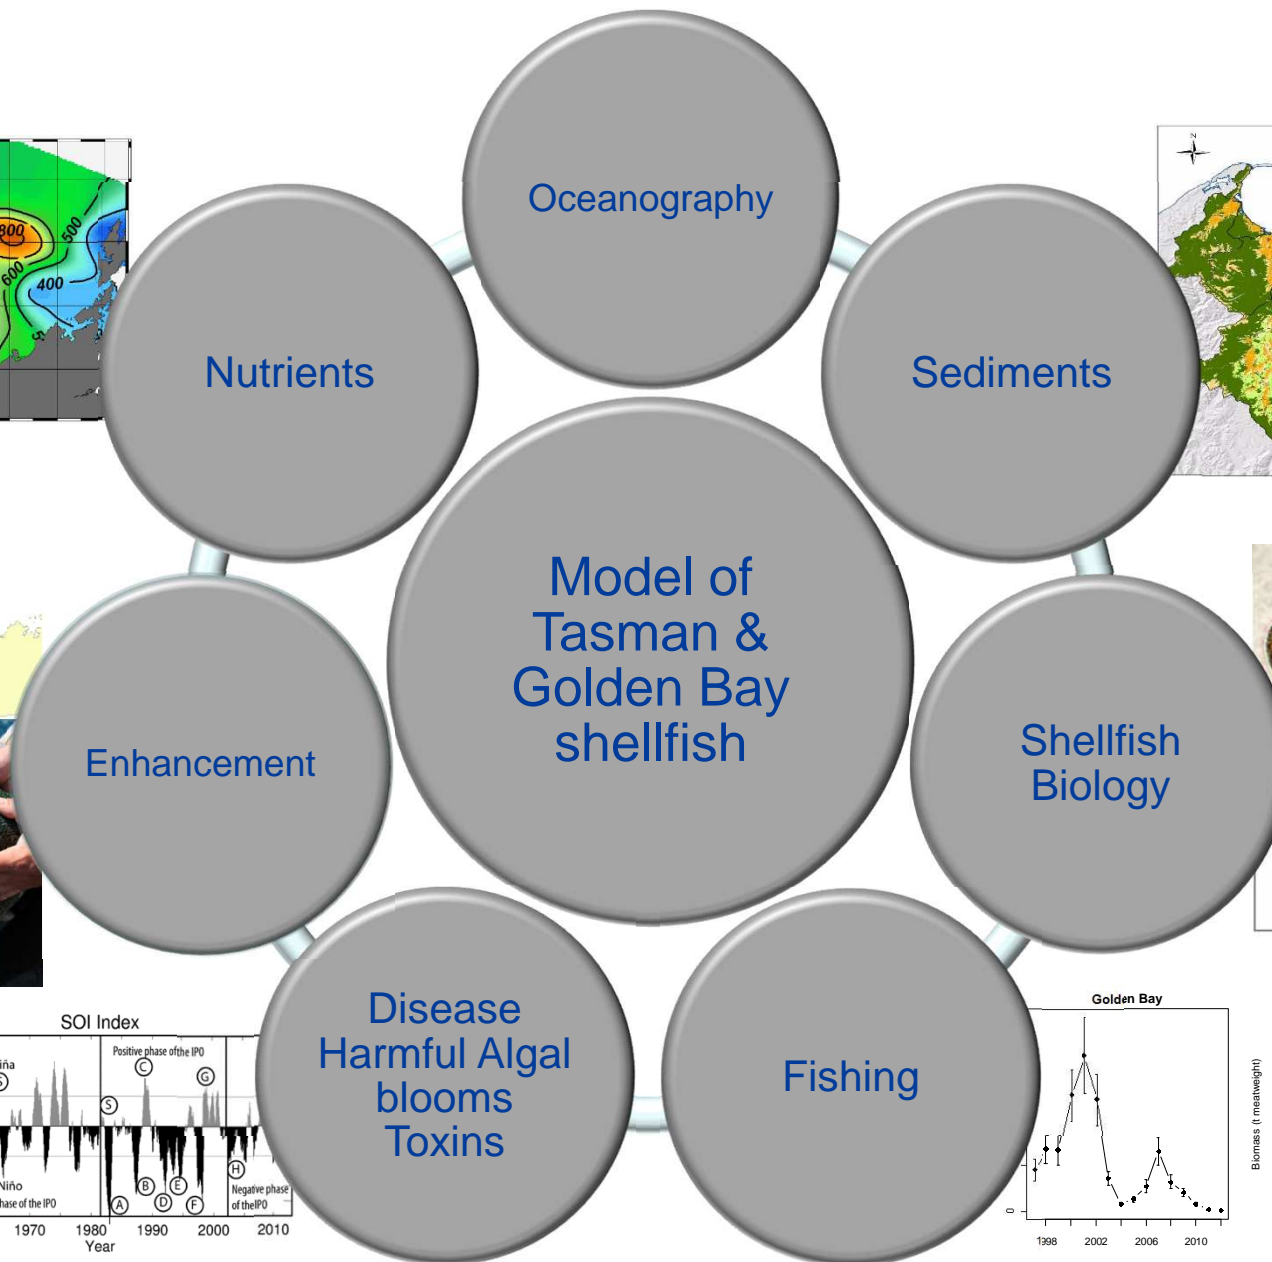 Oceanography
Nutrients
Sediments
Model of
Tasman &
Golden Bay
shellfish
Enhancement
Shellfish
Biology
Disease
Harmful Algal
blooms
Toxins
Fishing
800
500
600
400
N
SOI Index
Positive phase of the IPO
C
G
S
B
E
A
D
F
H
Niño
Negative phase
of the IPO
1970
1980
1990
2000
2010
Year
Golden Bay
Biomass (t meatweight)
0
1998
2002
2006
2010